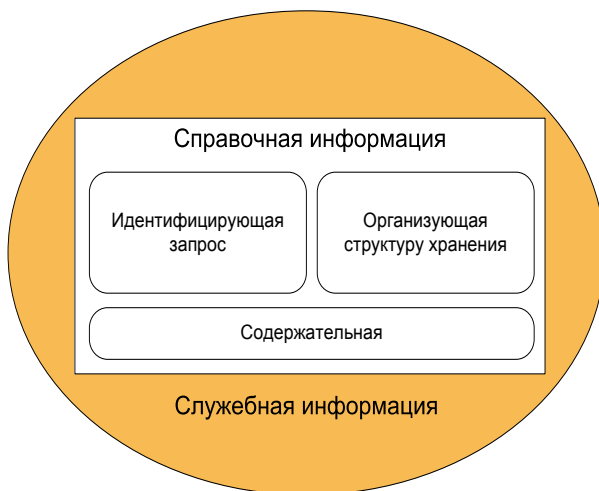 Справочная информация
Идентифицирующая
запрос
Организующая
структуру хранения
Содержательная
Служебная информация